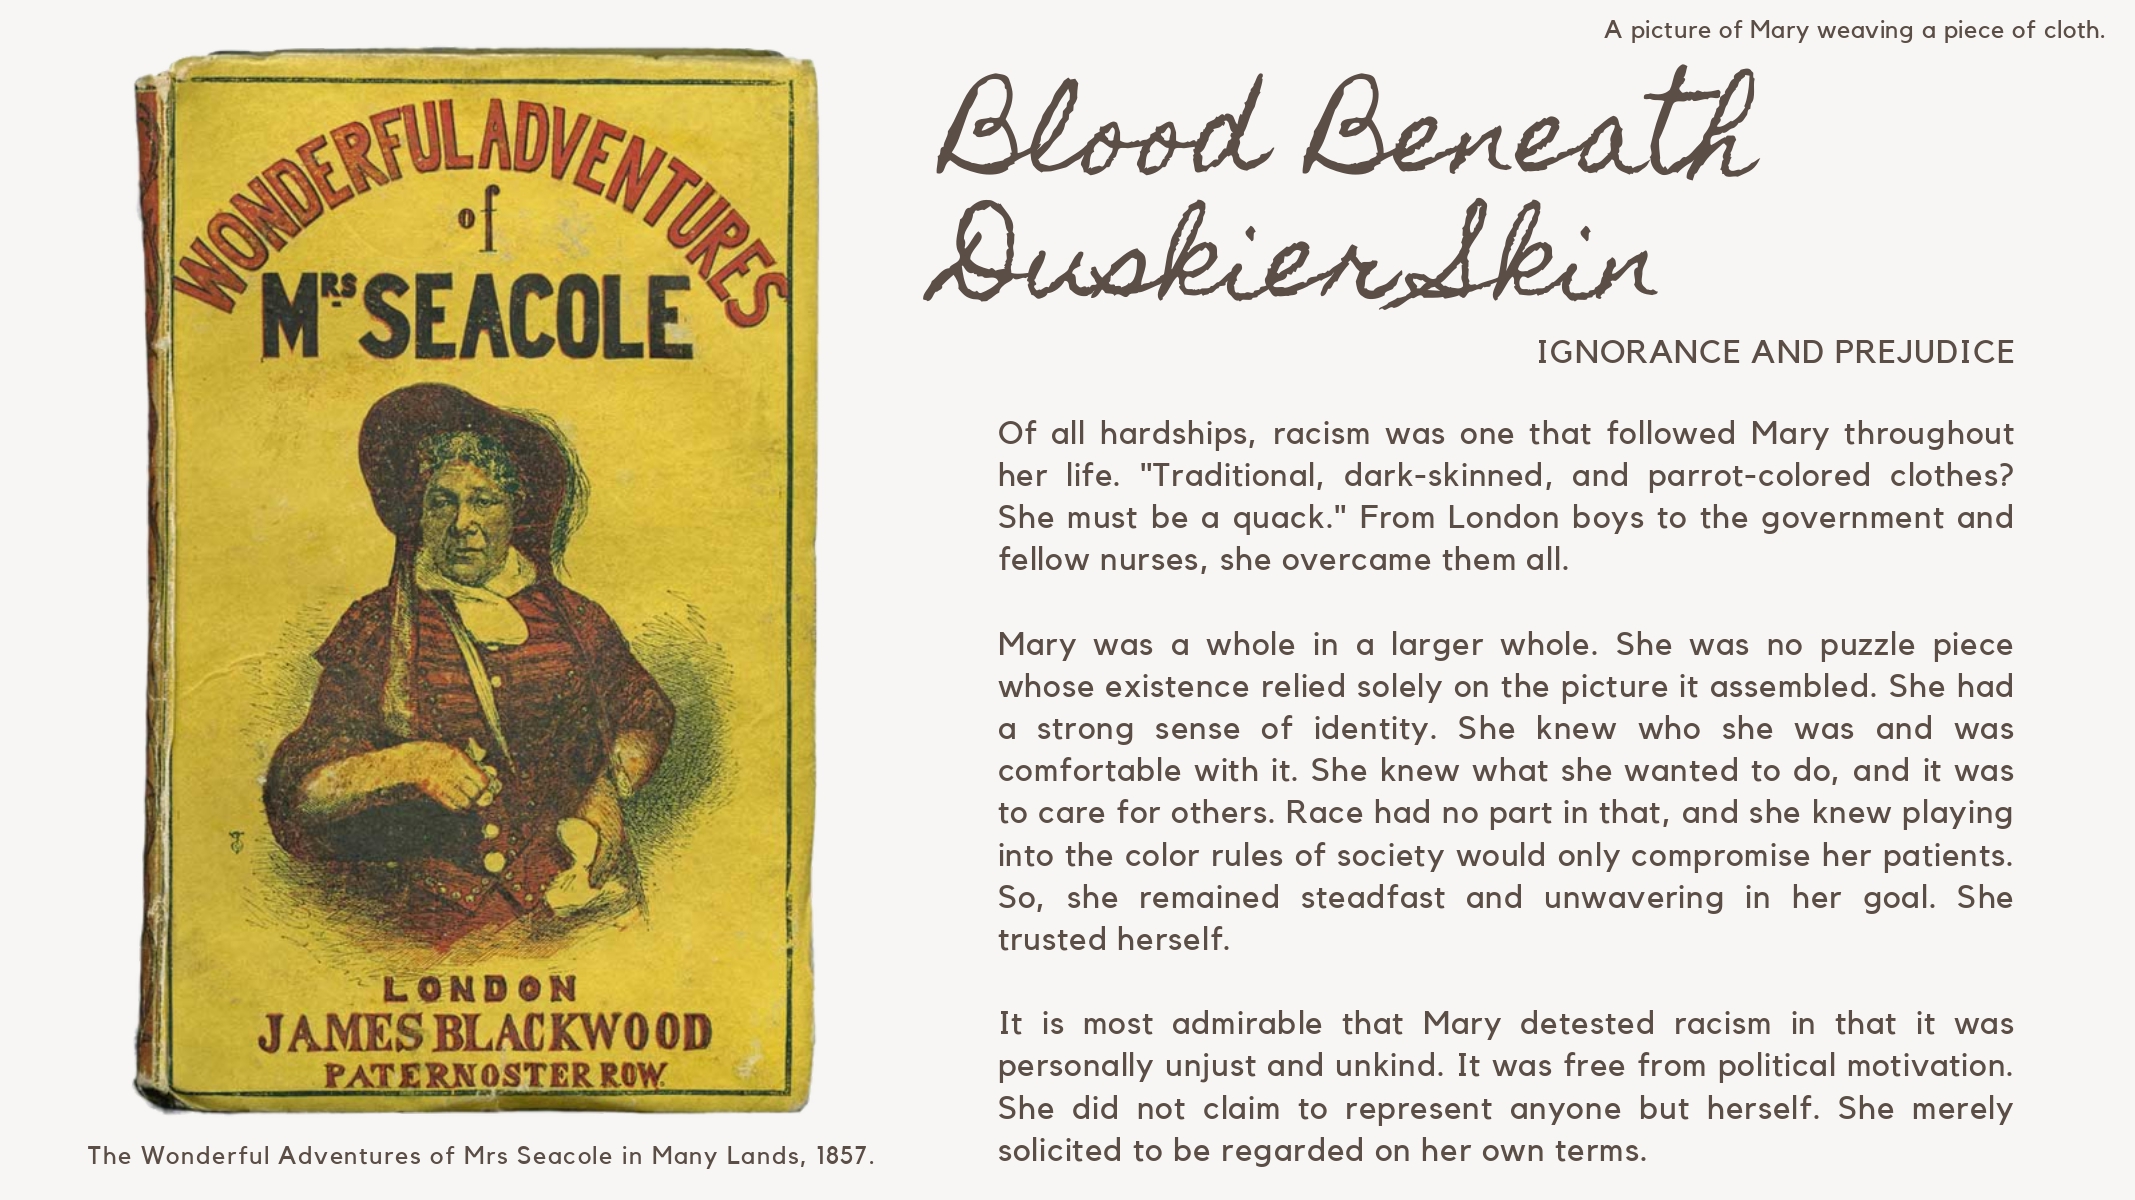 A picture of Mary weaving a piece of cloth.
WONDERFUL ADVENTURES
of
MRS SEACOLE
LONDON
JAMES BLACKWOOD
PATERNOSTER ROW.
The Wonderful Adventures of Mrs Seacole in Many Lands, 1857.
Blood Beneath
Duskier Skin
IGNORANCE AND PREJUDICE
Of all hardships, racism was one that followed Mary throughout
her life. "Traditional, dark-skinned, and parrot-colored clothes?
She must be a quack." From London boys to the government and
fellow nurses, she overcame them all.
Mary was a whole in a larger whole. She was no puzzle piece
whose existence relied solely on the picture it assembled. She had
a strong sense of identity. She knew who she was and was
comfortable with it. She knew what she wanted to do, and it was
to care for others. Race had no part in that, and she knew playing
into the color rules of society would only compromise her patients.
So, she remained steadfast and unwavering in her goal. She
trusted herself.
It is most admirable that Mary detested racism in that it was
personally unjust and unkind. It was free from political motivation.
She did not claim to represent anyone but herself. She merely
solicited to be regarded on her own terms.